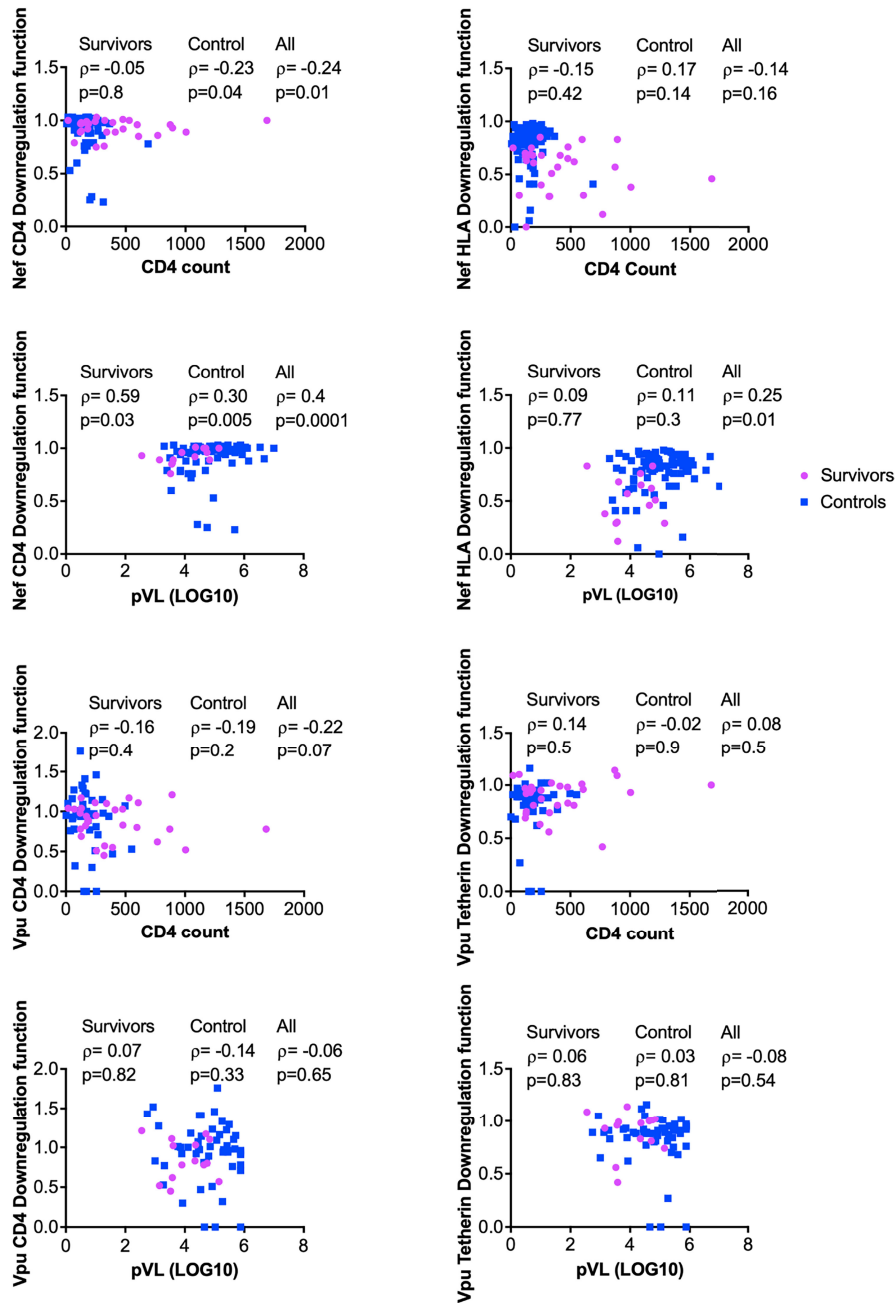 Survivors Control All
ρ= -0.05 ρ= -0.23 ρ= -0.24
p=0.8 p=0.04 p=0.01
Nef CD4 Downregulation function
1.5
1.0
0.5
0.0
0 500 1000 1500 2000
CD4 count
Survivors Control All
ρ= -0.15 ρ= 0.17 ρ= -0.14
p=0.42 p=0.14 p=0.16
Nef HLA Downregulation function
1.5
1.0
0.5
0.0
0 500 1000 1500 2000
CD4 Count
Survivors Control All
ρ= 0.59 ρ= 0.30 ρ= 0.4
p=0.03 p=0.005 p=0.0001
Nef CD4 Downregulation function
1.5
1.0
0.5
0.0
0 2 4 6 8
pVL (LOG10)
Survivors Control All
ρ= 0.09 ρ= 0.11 ρ= 0.25
p=0.77 p=0.3 p=0.01
Nef HLA Downregulation function
1.5
1.0
0.5
0.0
0 2 4 6 8
pVL (LOG10)
Survivors
Controls
Survivors Control All
ρ= -0.16 ρ= -0.19 ρ= -0.22
p=0.4 p=0.2 p=0.07
Vpu CD4 Downregulation function
2.0
1.5
1.0
0.5
0.0
0 500 1000 1500 2000
CD4 count
Survivors Control All
ρ= 0.14 ρ= -0.02 ρ= 0.08
p=0.5 p=0.9 p=0.5
Vpu Tetherin Downregulation function
1.5
1.0
0.5
0.0
0 500 1000 1500 2000
CD4 count
Survivors Control All
ρ= 0.07 ρ= -0.14 ρ= -0.06
p=0.82 p=0.33 p=0.65
Vpu CD4 Downregulation function
2.0
1.5
1.0
0.5
0.0
0 2 4 6 8
pVL (LOG10)
Survivors Control All
ρ= 0.06 ρ= 0.03 ρ= -0.08
p=0.83 p=0.81 p=0.54
Vpu Tetherin Downregulation function
1.5
1.0
0.5
0.0
0 2 4 6 8
pVL (LOG10)